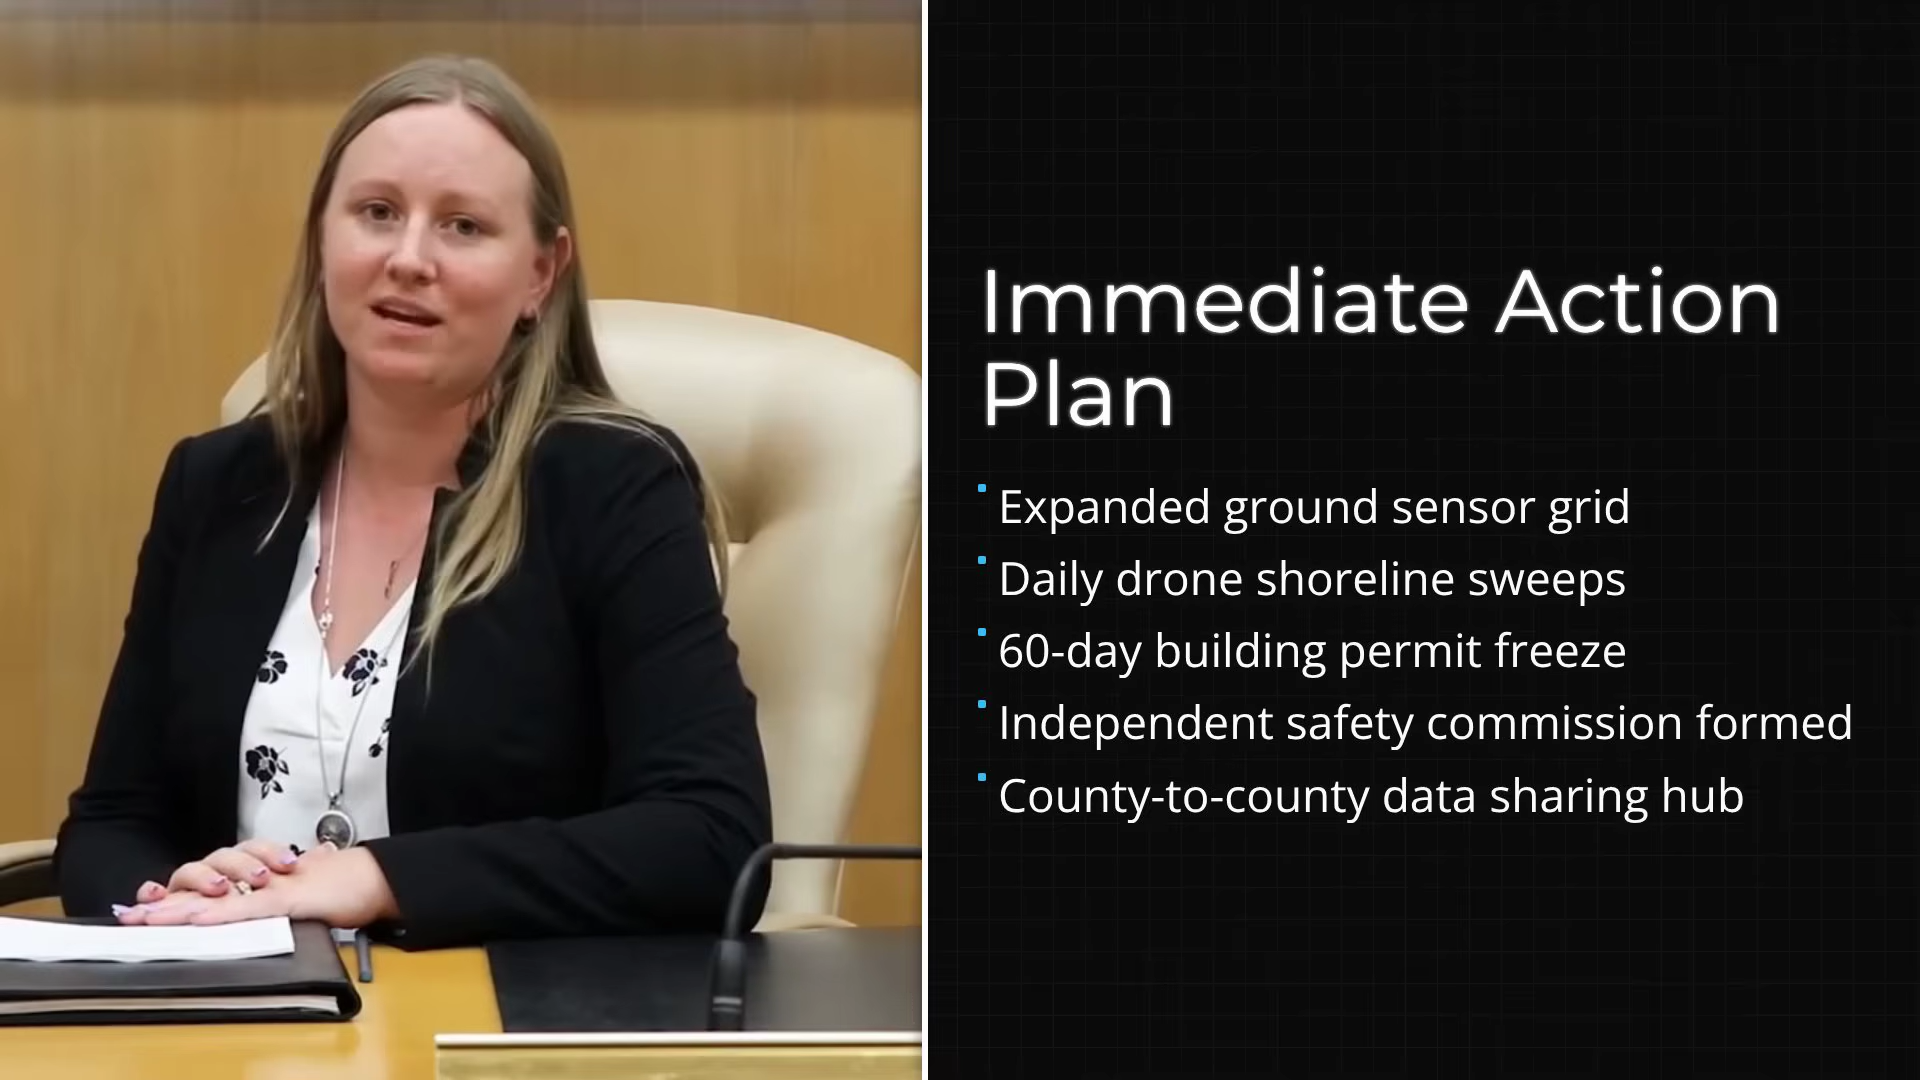 Immediate Action
Plan
Expanded ground sensor grid
Daily drone shoreline sweeps
60-day building permit freeze
Independent safety commission formed
County-to-county data sharing hub